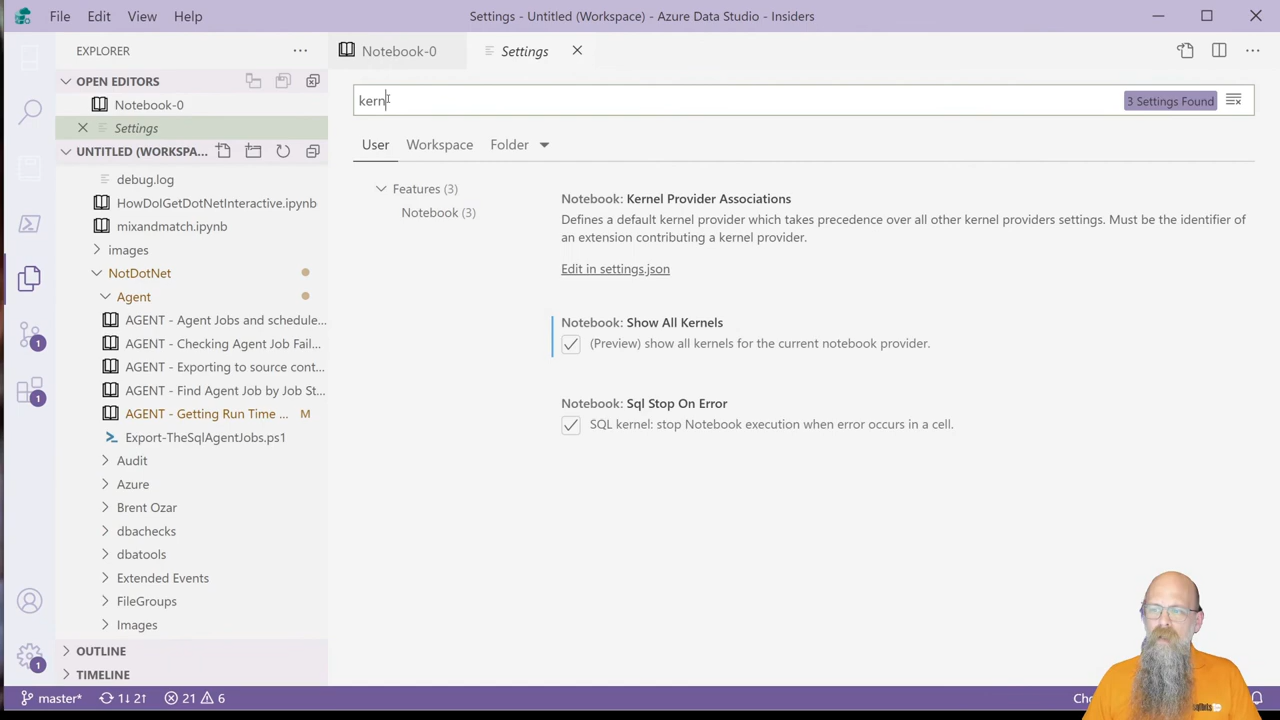 File Edit View Help
Settings - Untitled (Workspace) - Azure Data Studio - Insiders
EXPLORER
OPEN EDITORS
Notebook-0
Settings
UNTITLED (WORKSPA...
debug.log
HowDoIGetDotNetInteractive.ipynb
mixandmatch.ipynb
images
NotDotNet
Agent
AGENT - Agent Jobs and schedule...
AGENT - Checking Agent Job Fail...
AGENT - Exporting to source cont...
AGENT - Find Agent Job by Job St...
AGENT - Getting Run Time ... M
Export-TheSqlAgentJobs.ps1
Audit
Azure
Brent Ozar
dbachecks
dbatools
Extended Events
FileGroups
Images
OUTLINE
TIMELINE
1
1
1
Notebook-0
Settings
kern
3 Settings Found
User Workspace Folder
Features (3)
Notebook (3)
Notebook: Kernel Provider Associations
Defines a default kernel provider which takes precedence over all other kernel providers settings. Must be the identifier of
an extension contributing a kernel provider.
Edit in settings.json
Notebook: Show All Kernels
(Preview) show all kernels for the current notebook provider.
Notebook: Sql Stop On Error
SQL kernel: stop Notebook execution when error occurs in a cell.
master* 1↓ 2↑ 21 6